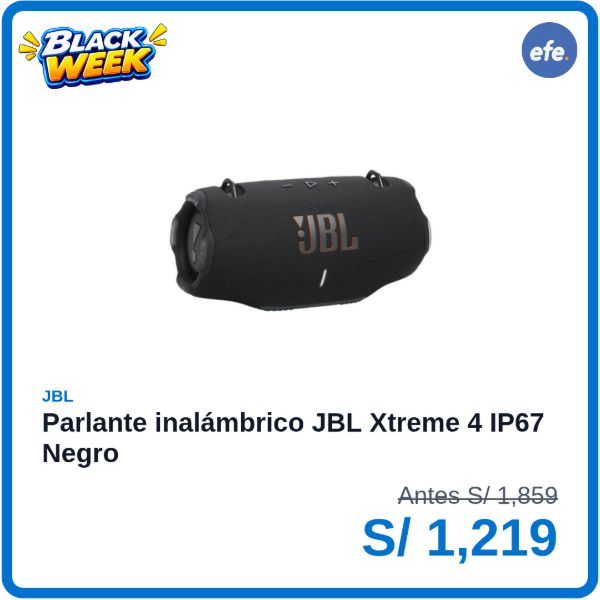 BLACK
WEEK
efe.
JBL
JBL
Parlante inalámbrico JBL Xtreme 4 IP67
Negro
Antes S/ 1,859
S/ 1,219